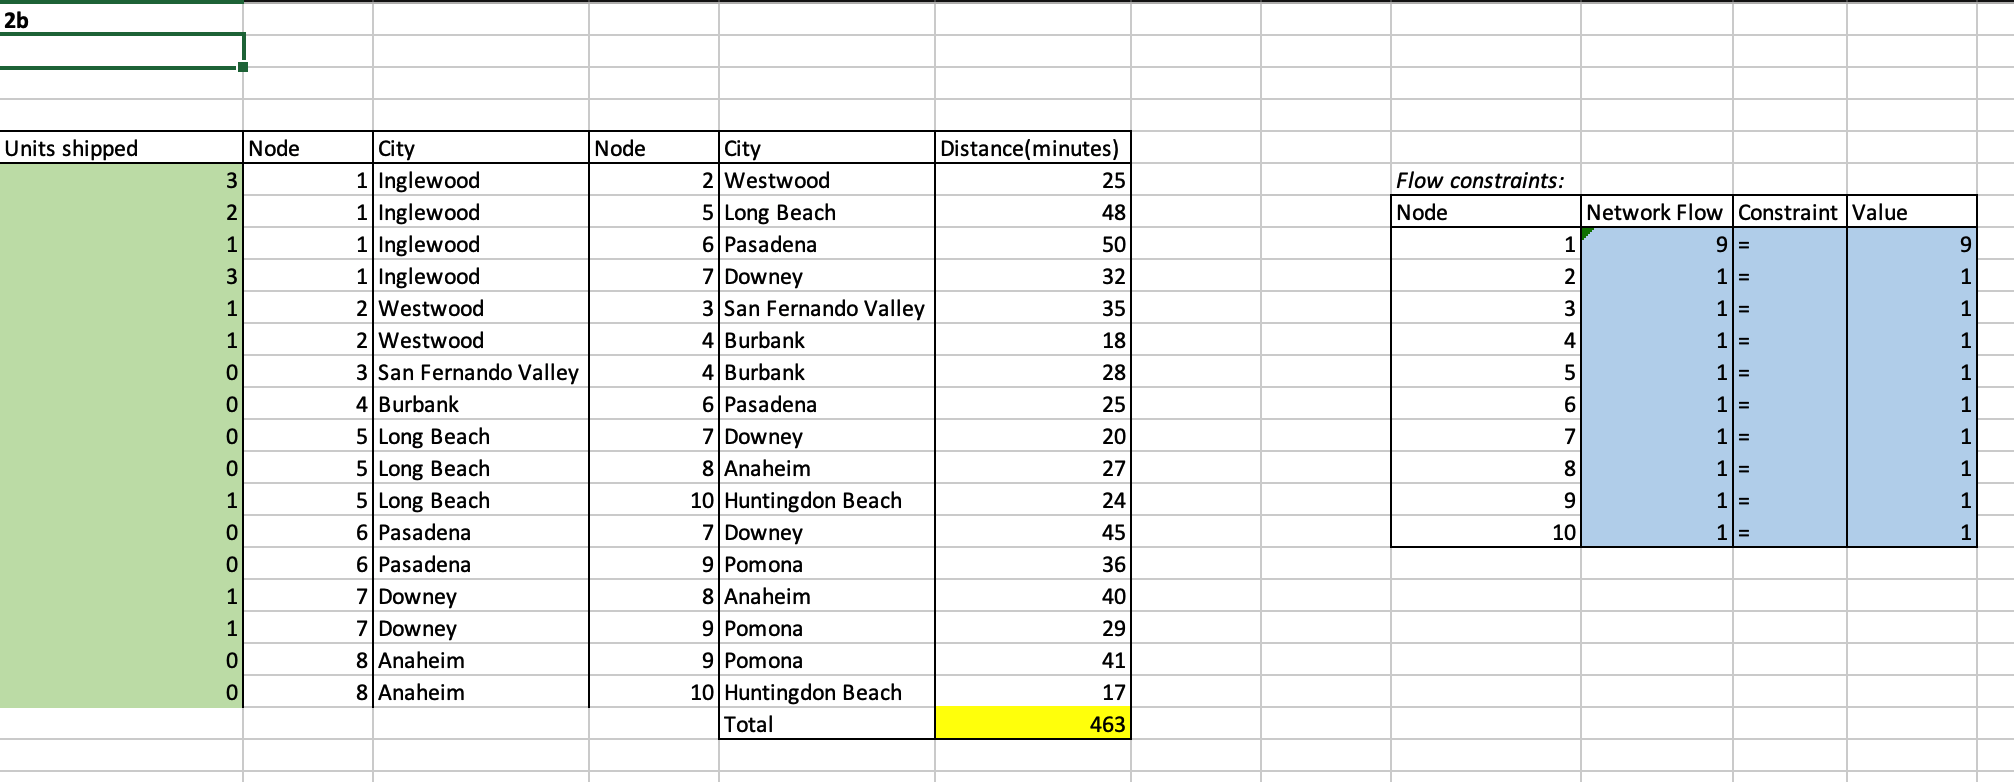 2b
Units shipped Node City Node City Distance(minutes)
3 1 Inglewood 2 Westwood 25 Flow constraints:
2 1 Inglewood 5 Long Beach 48 Node Network Flow Constraint Value
1 1 Inglewood 6 Pasadena 50 1 9 = 9
3 1 Inglewood 7 Downey 32 2 1 = 1
1 2 Westwood 3 San Fernando Valley 35 3 1 = 1
1 2 Westwood 4 Burbank 18 4 1 = 1
0 3 San Fernando Valley 4 Burbank 28 5 1 = 1
0 4 Burbank 6 Pasadena 25 6 1 = 1
0 5 Long Beach 7 Downey 20 7 1 = 1
0 5 Long Beach 8 Anaheim 27 8 1 = 1
1 5 Long Beach 10 Huntingdon Beach 24 9 1 = 1
0 6 Pasadena 7 Downey 45 10 1 = 1
0 6 Pasadena 9 Pomona 36
1 7 Downey 8 Anaheim 40
1 7 Downey 9 Pomona 29
0 8 Anaheim 9 Pomona 41
0 8 Anaheim 10 Huntingdon Beach 17
Total 463